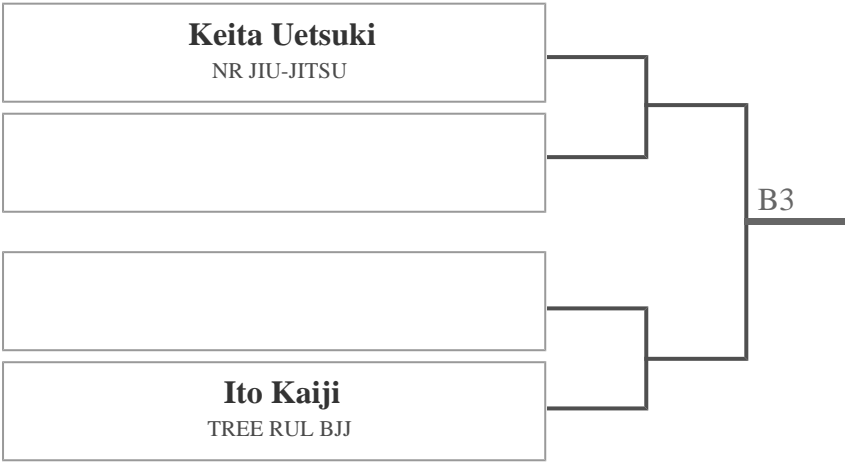 Keita Uetsuki
NR JIU-JITSU
B3
Ito Kaiji
TREE RUL BJJ